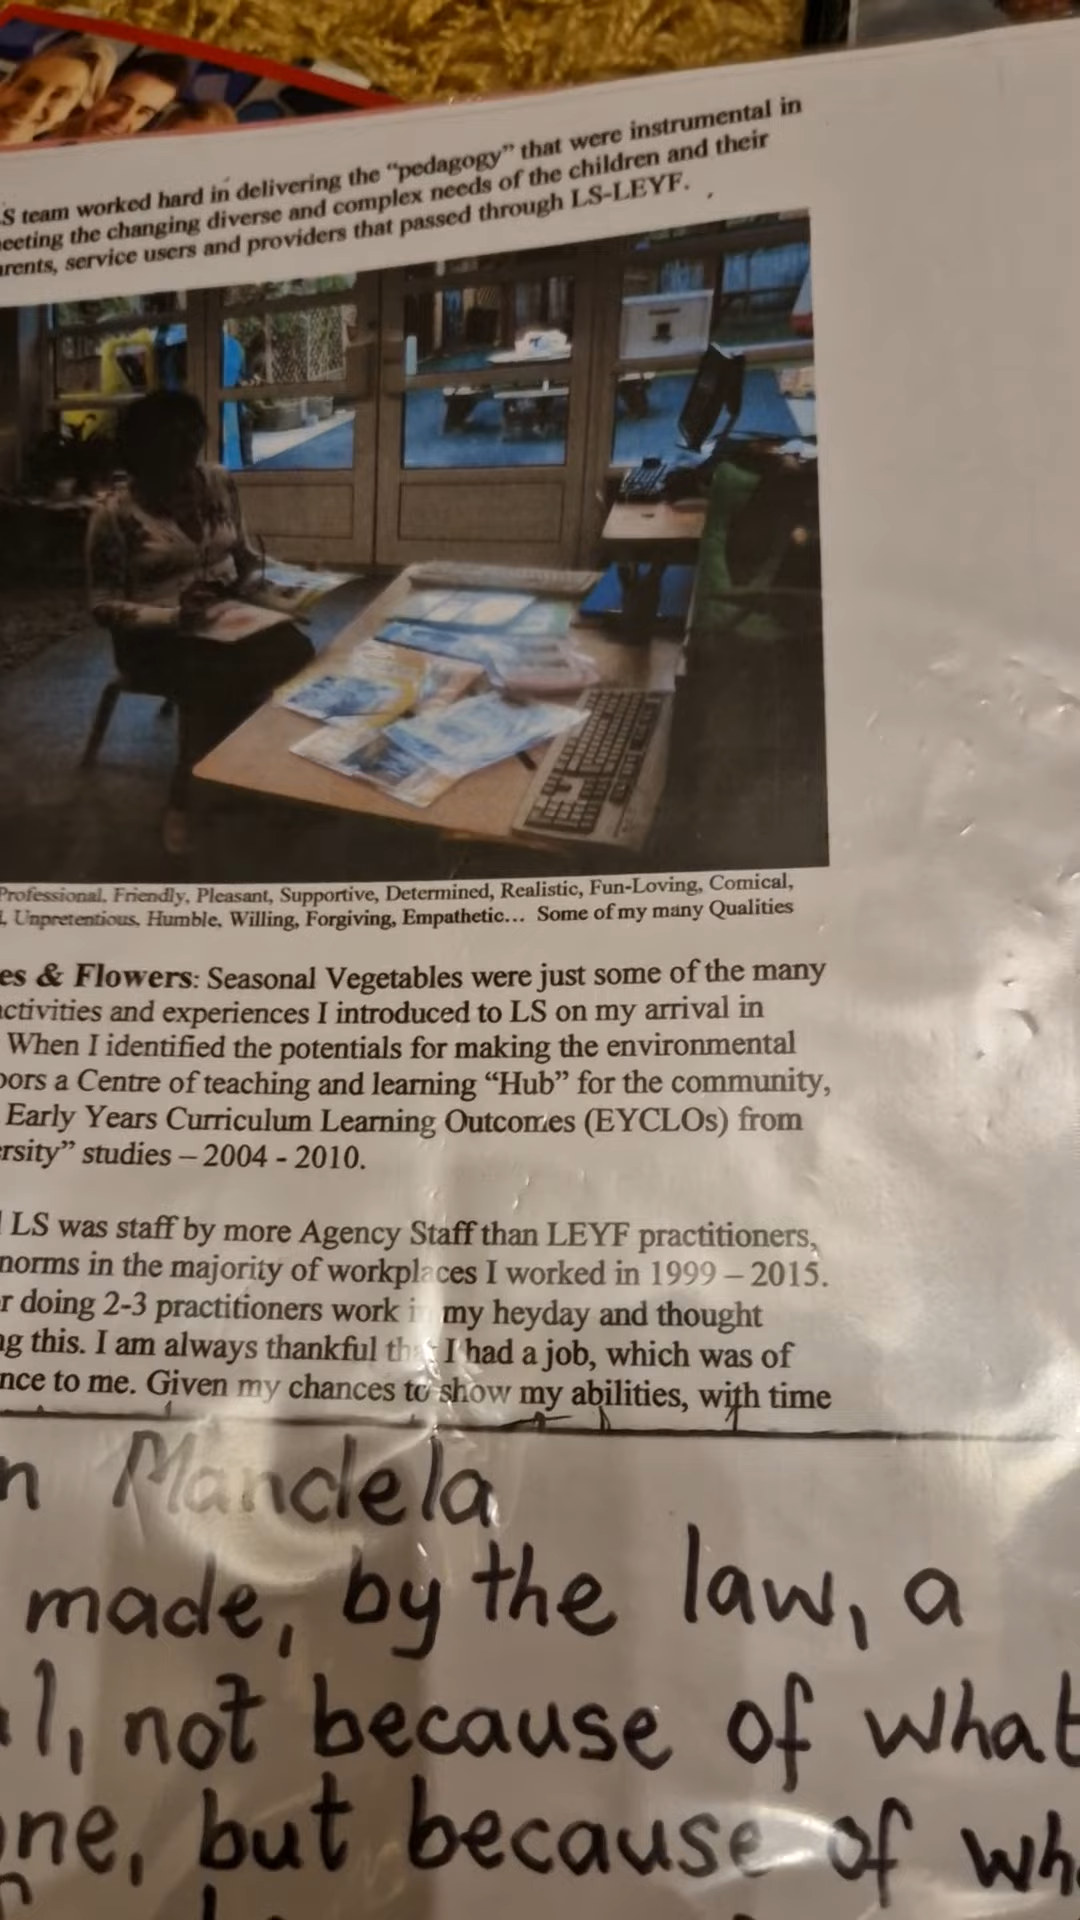 S team worked hard in delivering the “pedagogy” that were instrumental in
eeting the changing diverse and complex needs of the children and their
rents, service users and providers that passed through LS-LEYF.
Professional, Friendly, Pleasant, Supportive, Determined, Realistic, Fun-Loving, Comical,
Unpretentious, Humble, Willing, Forgiving, Empathetic… Some of my many Qualities
es & Flowers: Seasonal Vegetables were just some of the many
activities and experiences I introduced to LS on my arrival in
When I identified the potentials for making the environmental
oors a Centre of teaching and learning “Hub” for the community,
Early Years Curriculum Learning Outcomes (EYCLOs) from
rsity” studies – 2004 - 2010.
LS was staff by more Agency Staff than LEYF practitioners,
norms in the majority of workplaces I worked in 1999 – 2015.
r doing 2-3 practitioners work in my heyday and thought
ng this. I am always thankful that I had a job, which was of
nce to me. Given my chances to show my abilities, with time
n Mandela
made, by the law, a
l, not because of what
ne, but because of wh